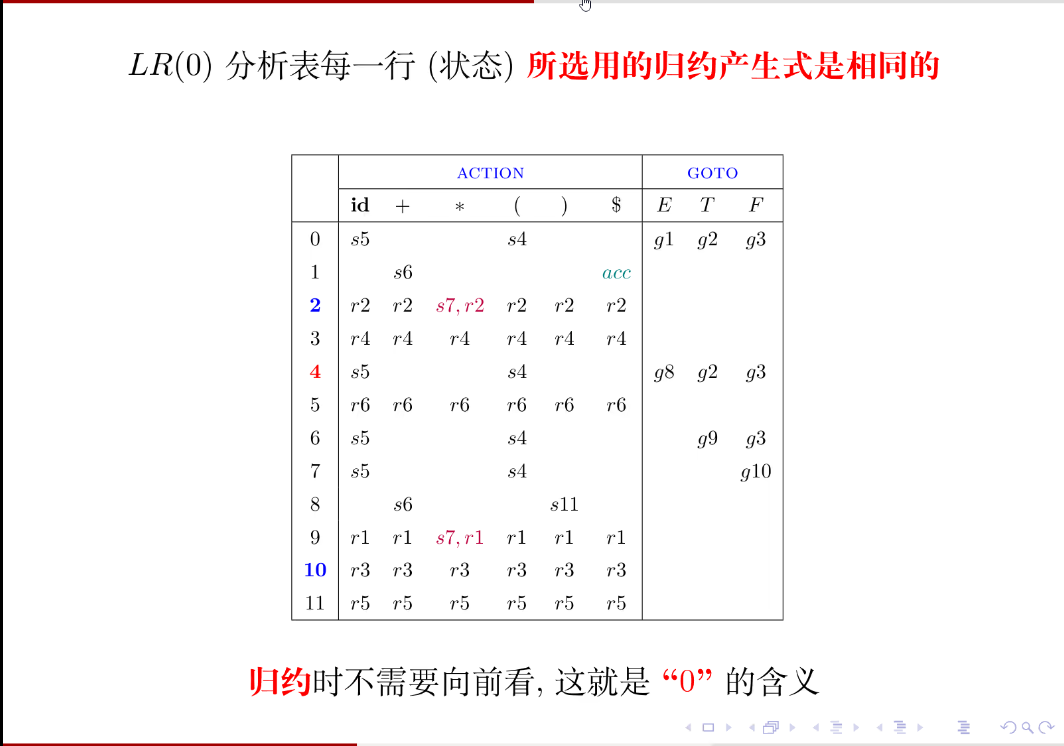 LR(0) 分析表每一行 (状态) 所选用的归约产生式是相同的
ACTION GOTO
id + * ( ) $ E T F
0 s5 s4 g1 g2 g3
1 s6 acc
2 r2 r2 s7, r2 r2 r2 r2
3 r4 r4 r4 r4 r4 r4
4 s5 s4 g8 g2 g3
5 r6 r6 r6 r6 r6 r6
6 s5 s4 g9 g3
7 s5 s4 g10
8 s6 s11
9 r1 r1 s7, r1 r1 r1 r1
10 r3 r3 r3 r3 r3 r3
11 r5 r5 r5 r5 r5 r5
归约时不需要向前看, 这就是 “0” 的含义